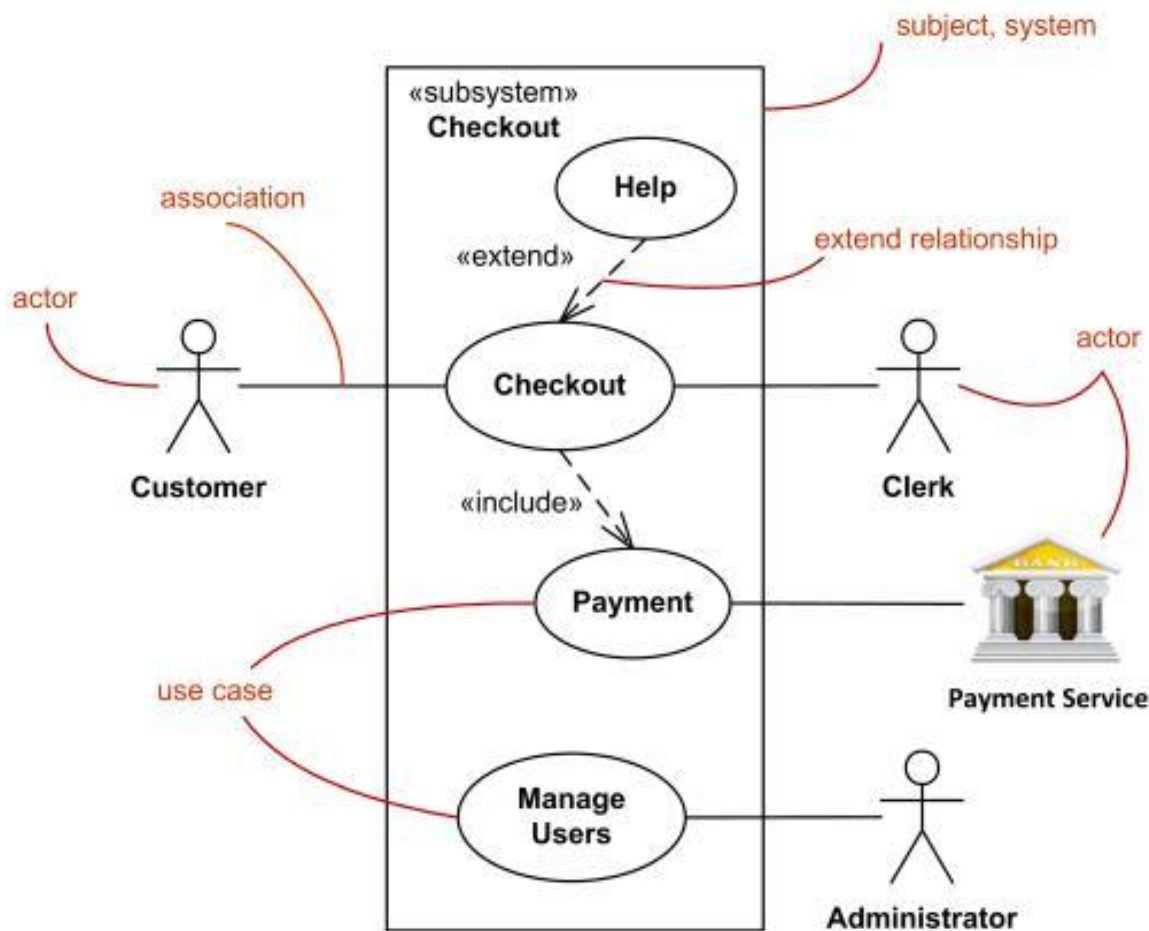 subject, system
«subsystem»
Checkout
Help
association
«extend»
extend relationship
actor
actor
Checkout
Customer
Clerk
«include»
BANK
Payment
use case
Payment Service
Manage
Users
Administrator